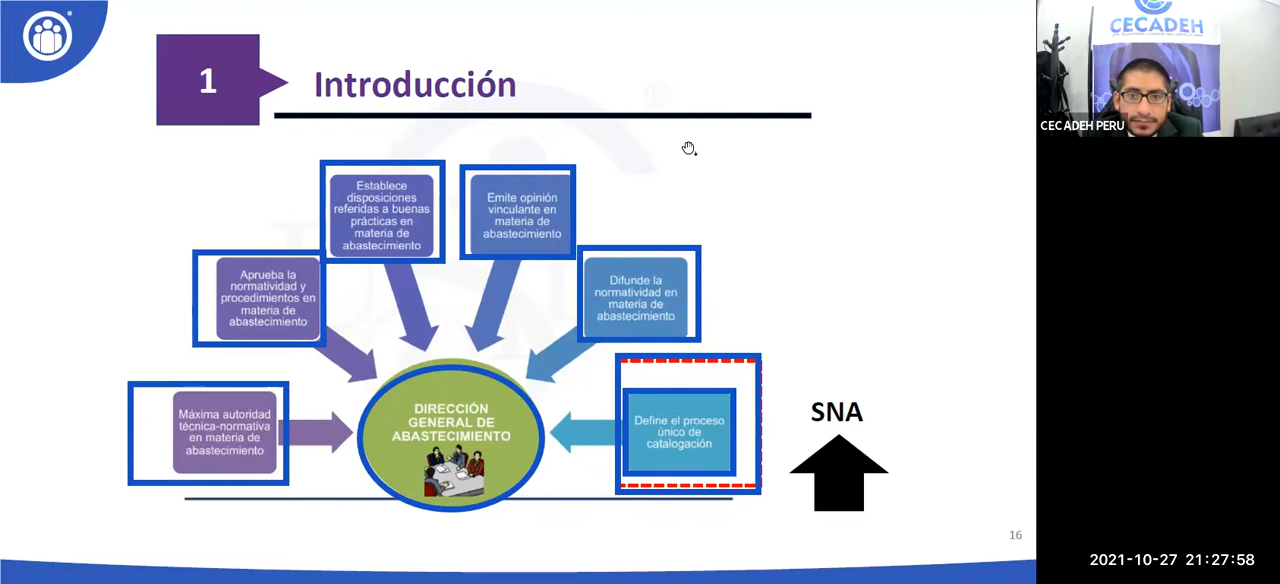 1
Introducción
Establece
disposiciones
referidas a buenas
prácticas en
materia de
abastecimiento
Emite opinión
vinculante en
materia de
abastecimiento
Aprueba la
normatividad y
procedimientos en
materia de
abastecimiento
Difunde la
normatividad en
materia de
abastecimiento
Máxima autoridad
técnica-normativa
en materia de
abastecimiento
DIRECCIÓN
GENERAL DE
ABASTECIMIENTO
Define el proceso
único de
catalogación
SNA
16
CECADEH
CECADEH PERU
2021-10-27 21:27:58